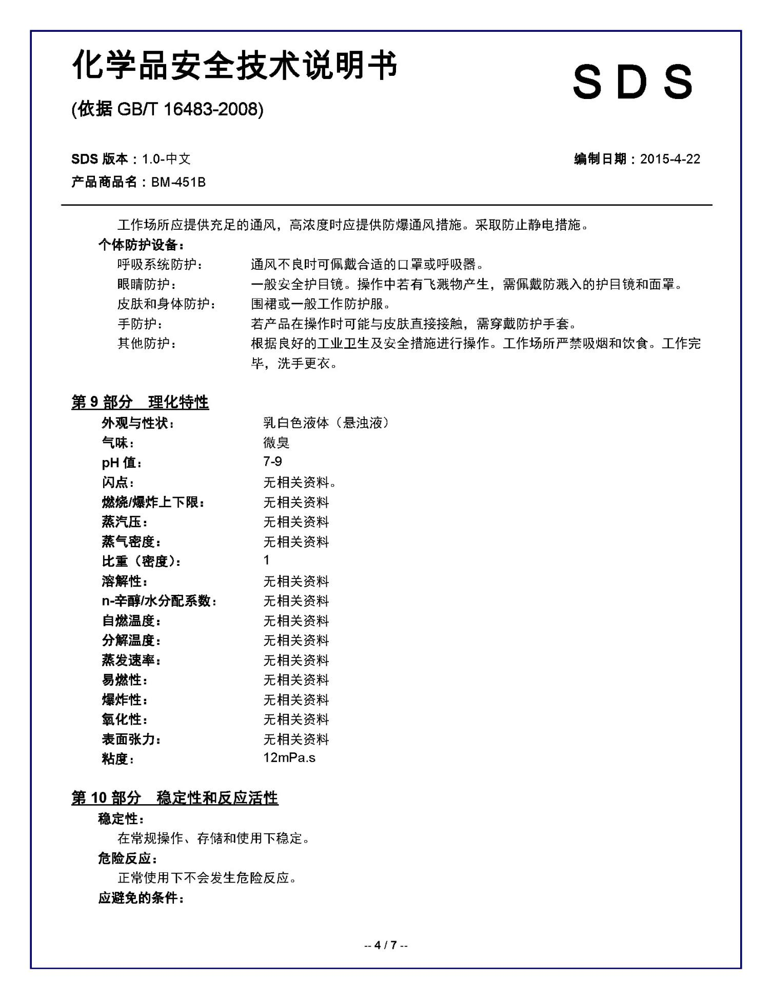 化学品安全技术说明书
SDS
(依据 GB/T 16483-2008)
SDS 版本：1.0-中文
编制日期：2015-4-22
产品商品名：BM-451B
工作场所应提供充足的通风，高浓度时应提供防爆通风措施。采取防止静电措施。
个体防护设备：
呼吸系统防护： 通风不良时可佩戴合适的口罩或呼吸器。
眼睛防护： 一般安全护目镜。操作中若有飞溅物产生，需佩戴防溅入的护目镜和面罩。
皮肤和身体防护： 围裙或一般工作防护服。
手防护： 若产品在操作时可能与皮肤直接接触，需穿戴防护手套。
其他防护： 根据良好的工业卫生及安全措施进行操作。工作场所严禁吸烟和饮食。工作完
毕，洗手更衣。
第 9 部分 理化特性
外观与性状： 乳白色液体（悬浊液）
气味： 微臭
pH 值： 7-9
闪点： 无相关资料。
燃烧/爆炸上下限： 无相关资料
蒸汽压： 无相关资料
蒸气密度： 无相关资料
比重（密度）： 1
溶解性： 无相关资料
n-辛醇/水分配系数： 无相关资料
自燃温度： 无相关资料
分解温度： 无相关资料
蒸发速率： 无相关资料
易燃性： 无相关资料
爆炸性： 无相关资料
氧化性： 无相关资料
表面张力： 无相关资料
粘度： 12mPa.s
第 10 部分 稳定性和反应活性
稳定性：
在常规操作、存储和使用下稳定。
危险反应：
正常使用下不会发生危险反应。
应避免的条件：
-- 4 / 7 --